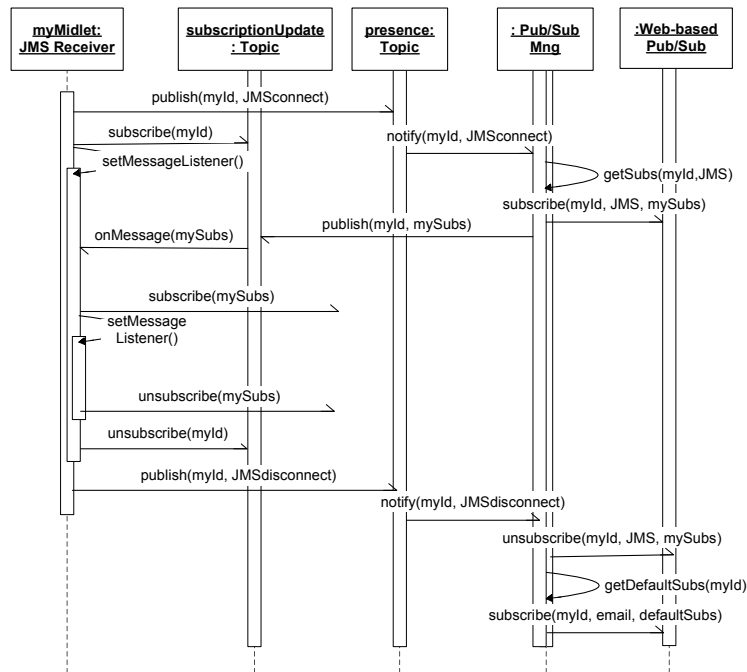 myMidlet:
JMS Receiver
subscriptionUpdate
: Topic
presence:
Topic
: Pub/Sub
Mng
:Web-based
Pub/Sub
publish(myId, JMSconnect)
subscribe(myId)
notify(myId, JMSconnect)
setMessageListener()
getSubs(myId,JMS)
subscribe(myId, JMS, mySubs)
publish(myId, mySubs)
onMessage(mySubs)
subscribe(mySubs)
setMessage
Listener()
unsubscribe(mySubs)
unsubscribe(myId)
publish(myId, JMSdisconnect)
notify(myId, JMSdisconnect)
unsubscribe(myId, JMS, mySubs)
getDefaultSubs(myId)
subscribe(myId, email, defaultSubs)